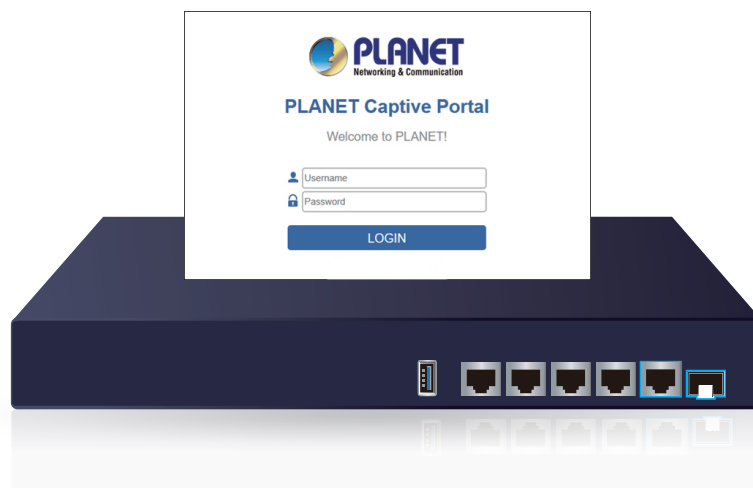 PLANET
Networking & Communication
PLANET Captive Portal
Welcome to PLANET!
Username
Password
LOGIN